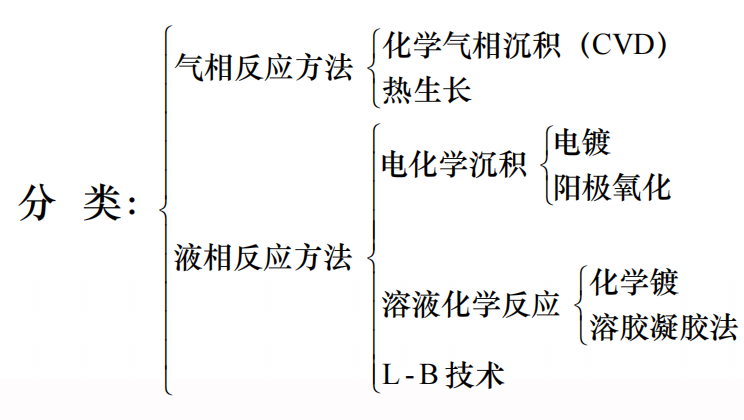 分 类：
气相反应方法
化学气相沉积（CVD）
热生长
液相反应方法
电化学沉积
电镀
阳极氧化
溶液化学反应
化学镀
溶胶凝胶法
L-B技术